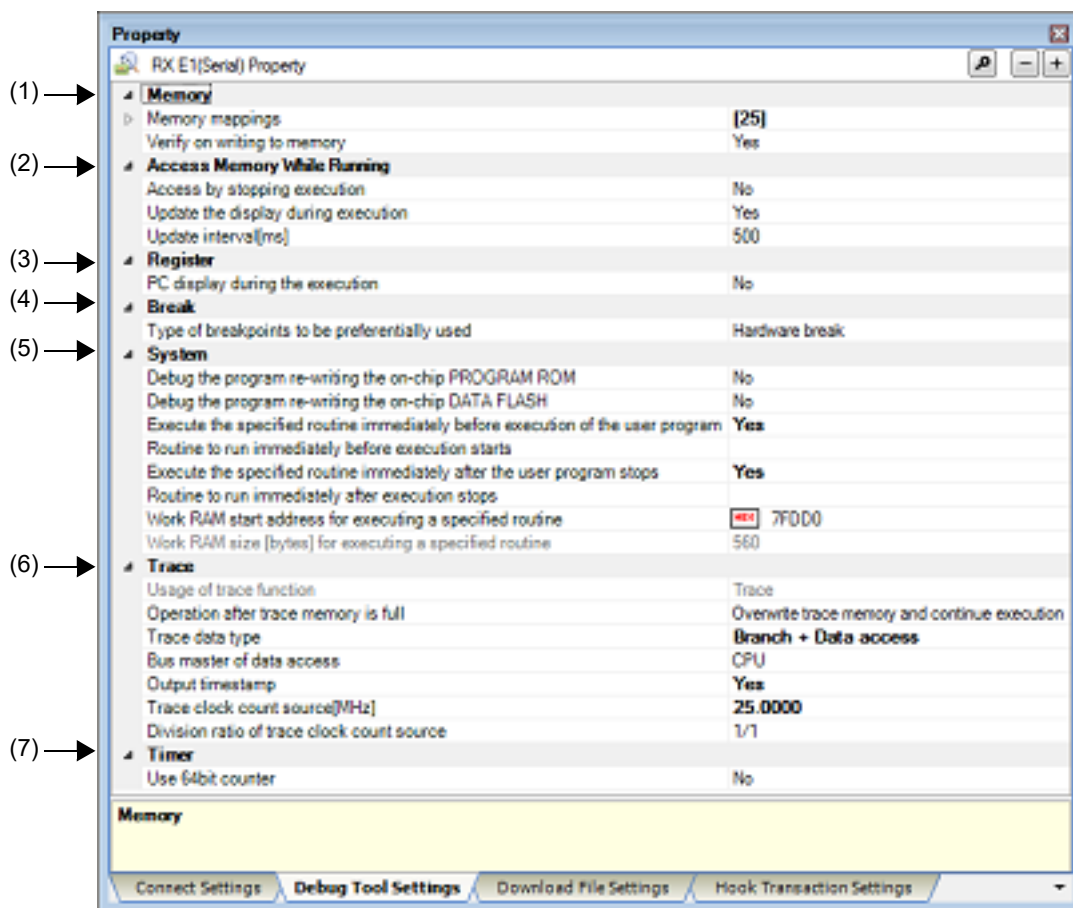 Property
RX E1(Serial) Property
(1) Memory
Memory mappings [25]
Verify on writing to memory Yes
(2) Access Memory While Running
Access by stopping execution No
Update the display during execution Yes
Update interval[ms] 500
(3) Register
PC display during the execution No
(4) Break
Type of breakpoints to be preferentially used Hardware break
(5) System
Debug the program re-writing the on-chip PROGRAM ROM No
Debug the program re-writing the on-chip DATA FLASH No
Execute the specified routine immediately before execution of the user program Yes
Routine to run immediately before execution starts
Execute the specified routine immediately after the user program stops Yes
Routine to run immediately after execution stops
Work RAM start address for executing a specified routine HEX 7FDD0
Work RAM size [bytes] for executing a specified routine 560
(6) Trace
Usage of trace function Trace
Operation after trace memory is full Overwrite trace memory and continue execution
Trace data type Branch + Data access
Bus master of data access CPU
Output timestamp Yes
Trace clock count source[MHz] 25.0000
Division ratio of trace clock count source 1/1
(7) Timer
Use 64bit counter No
Memory
Connect Settings Debug Tool Settings Download File Settings Hook Transaction Settings